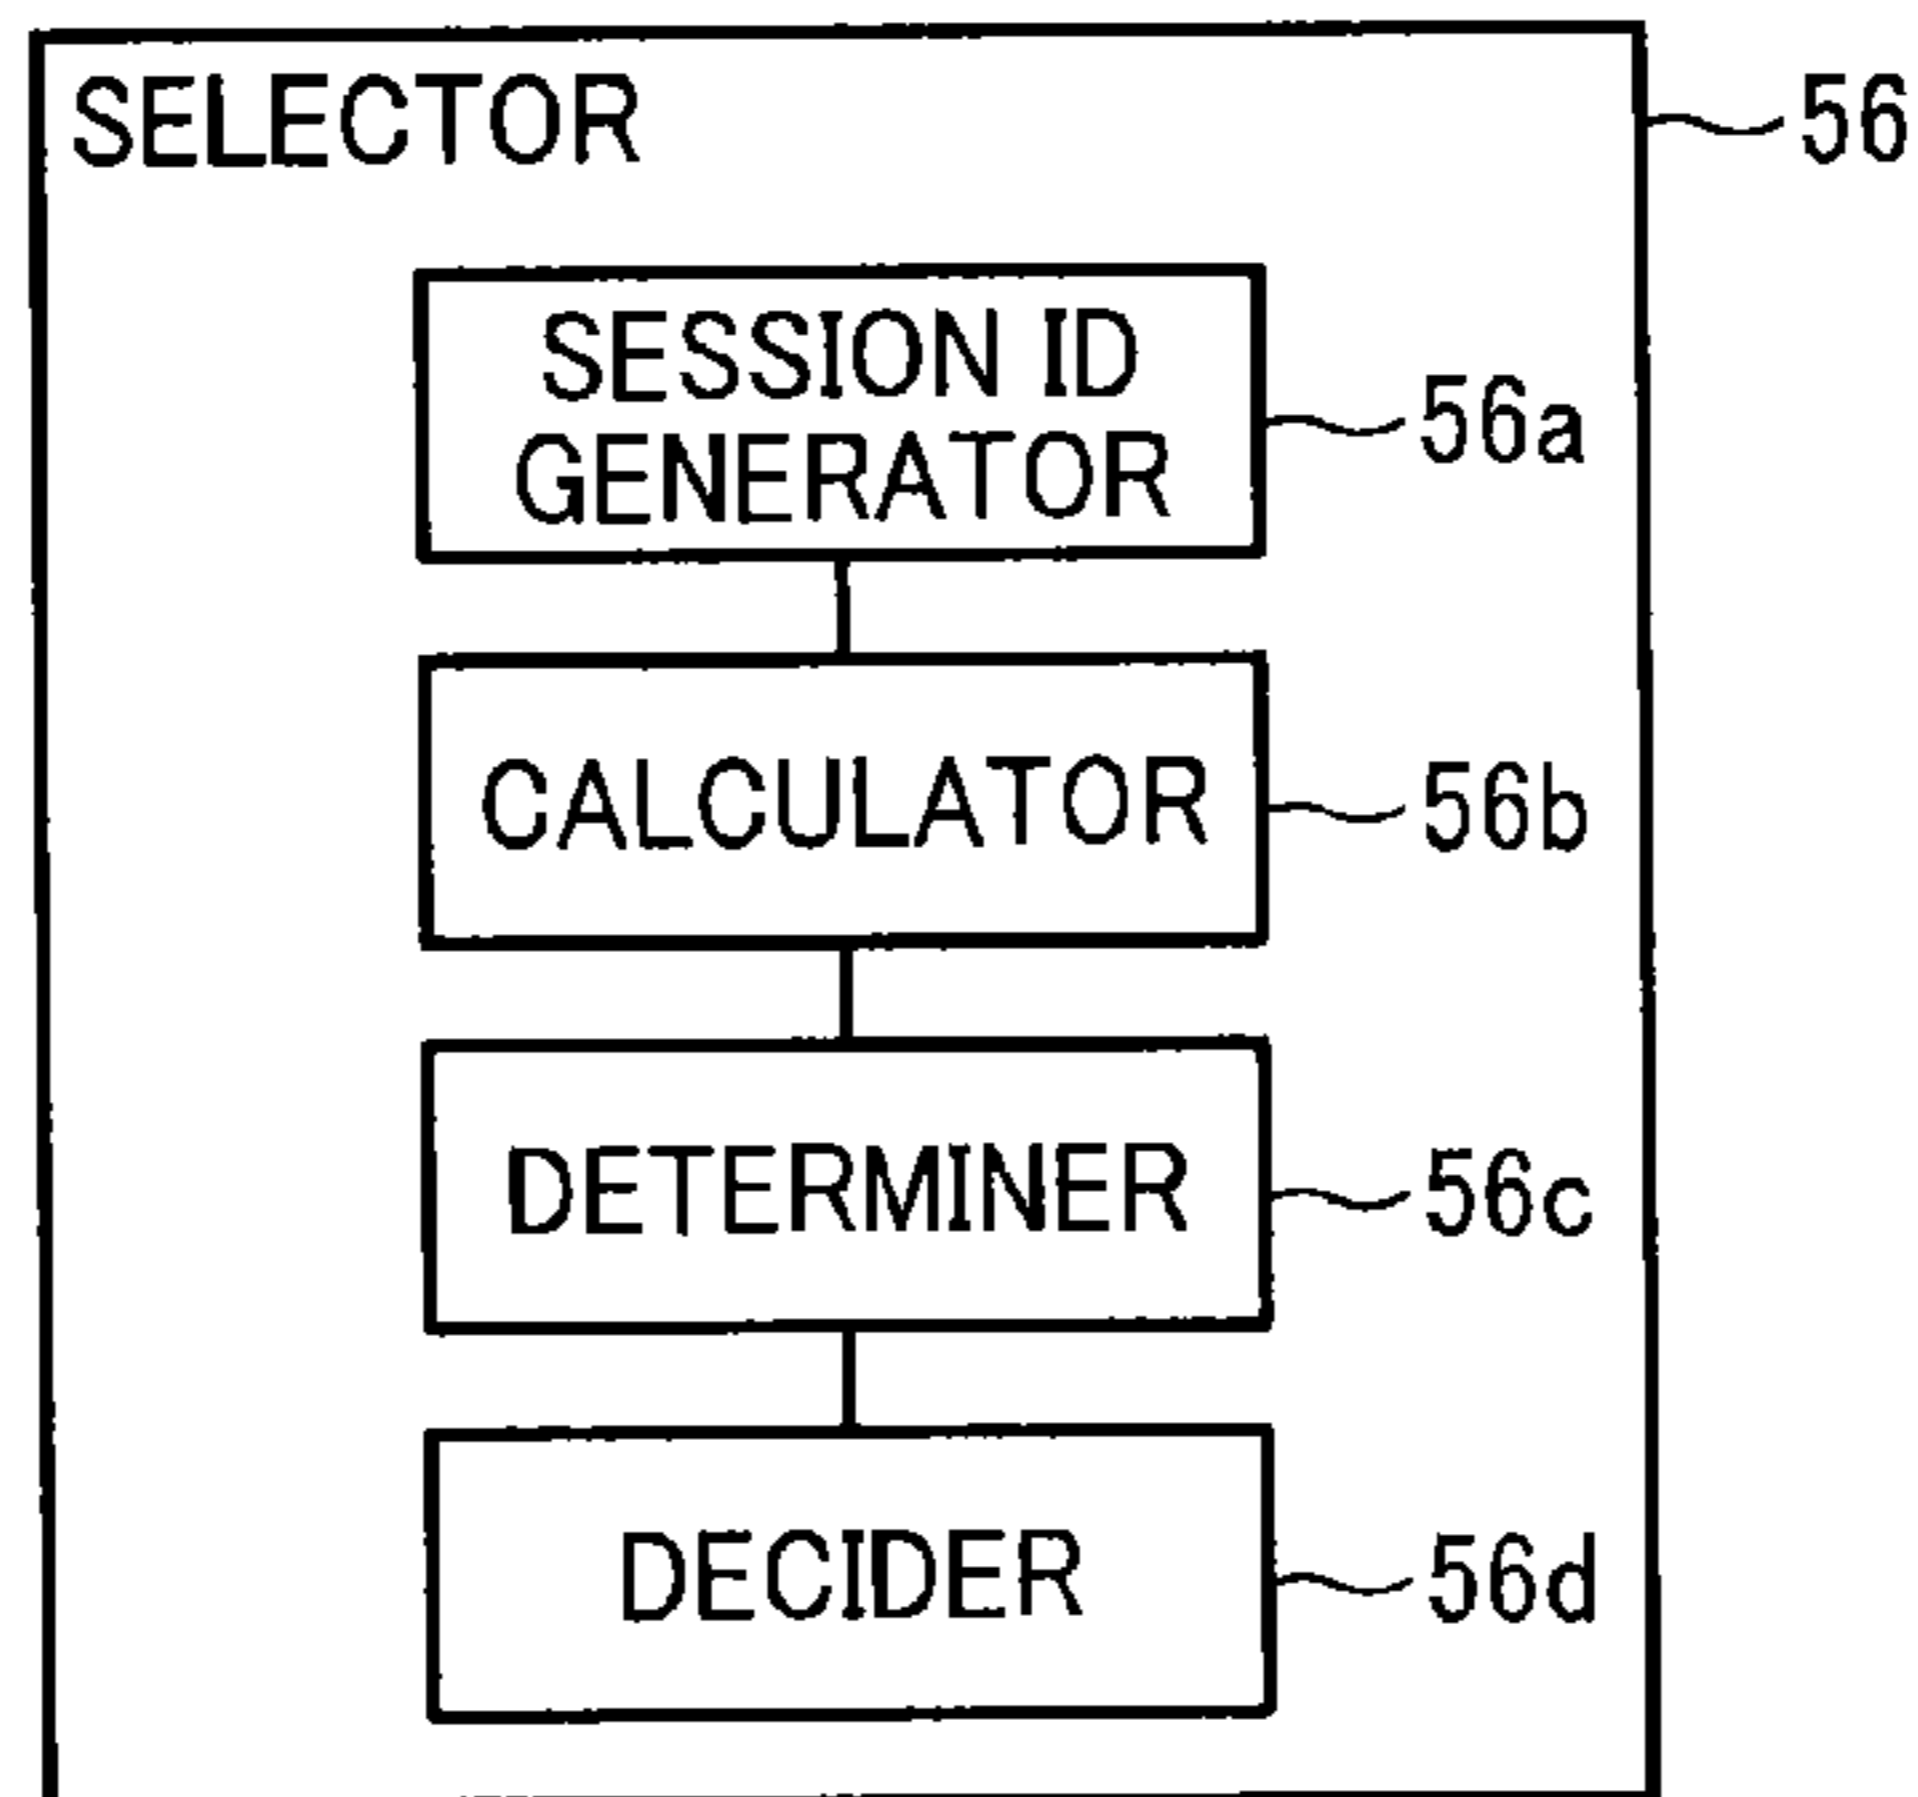 SELECTOR
56
SESSION ID
GENERATOR
56a
CALCULATOR
56b
DETERMINER
56c
DECIDER
56d